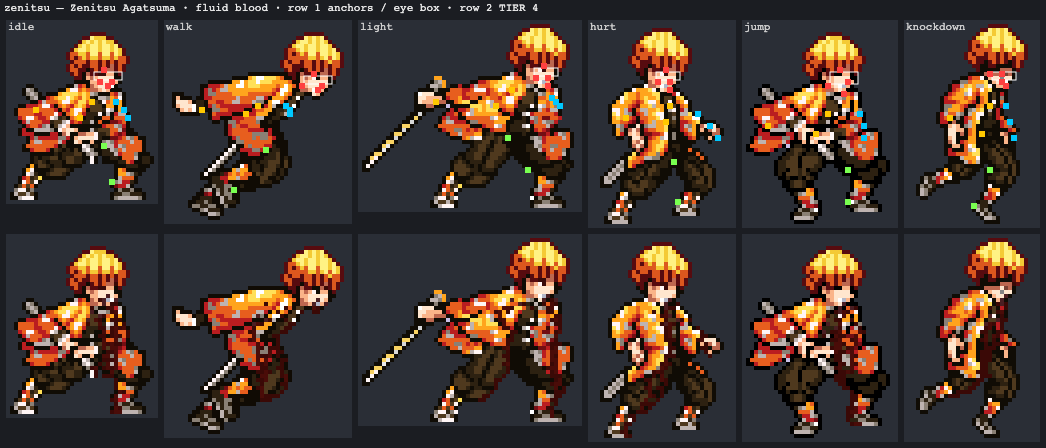 zenitsu — Zenitsu Agatsuma · fluid blood · row 1 anchors / eye box · row 2 TIER 4
idle
walk
light
hurt
jump
knockdown